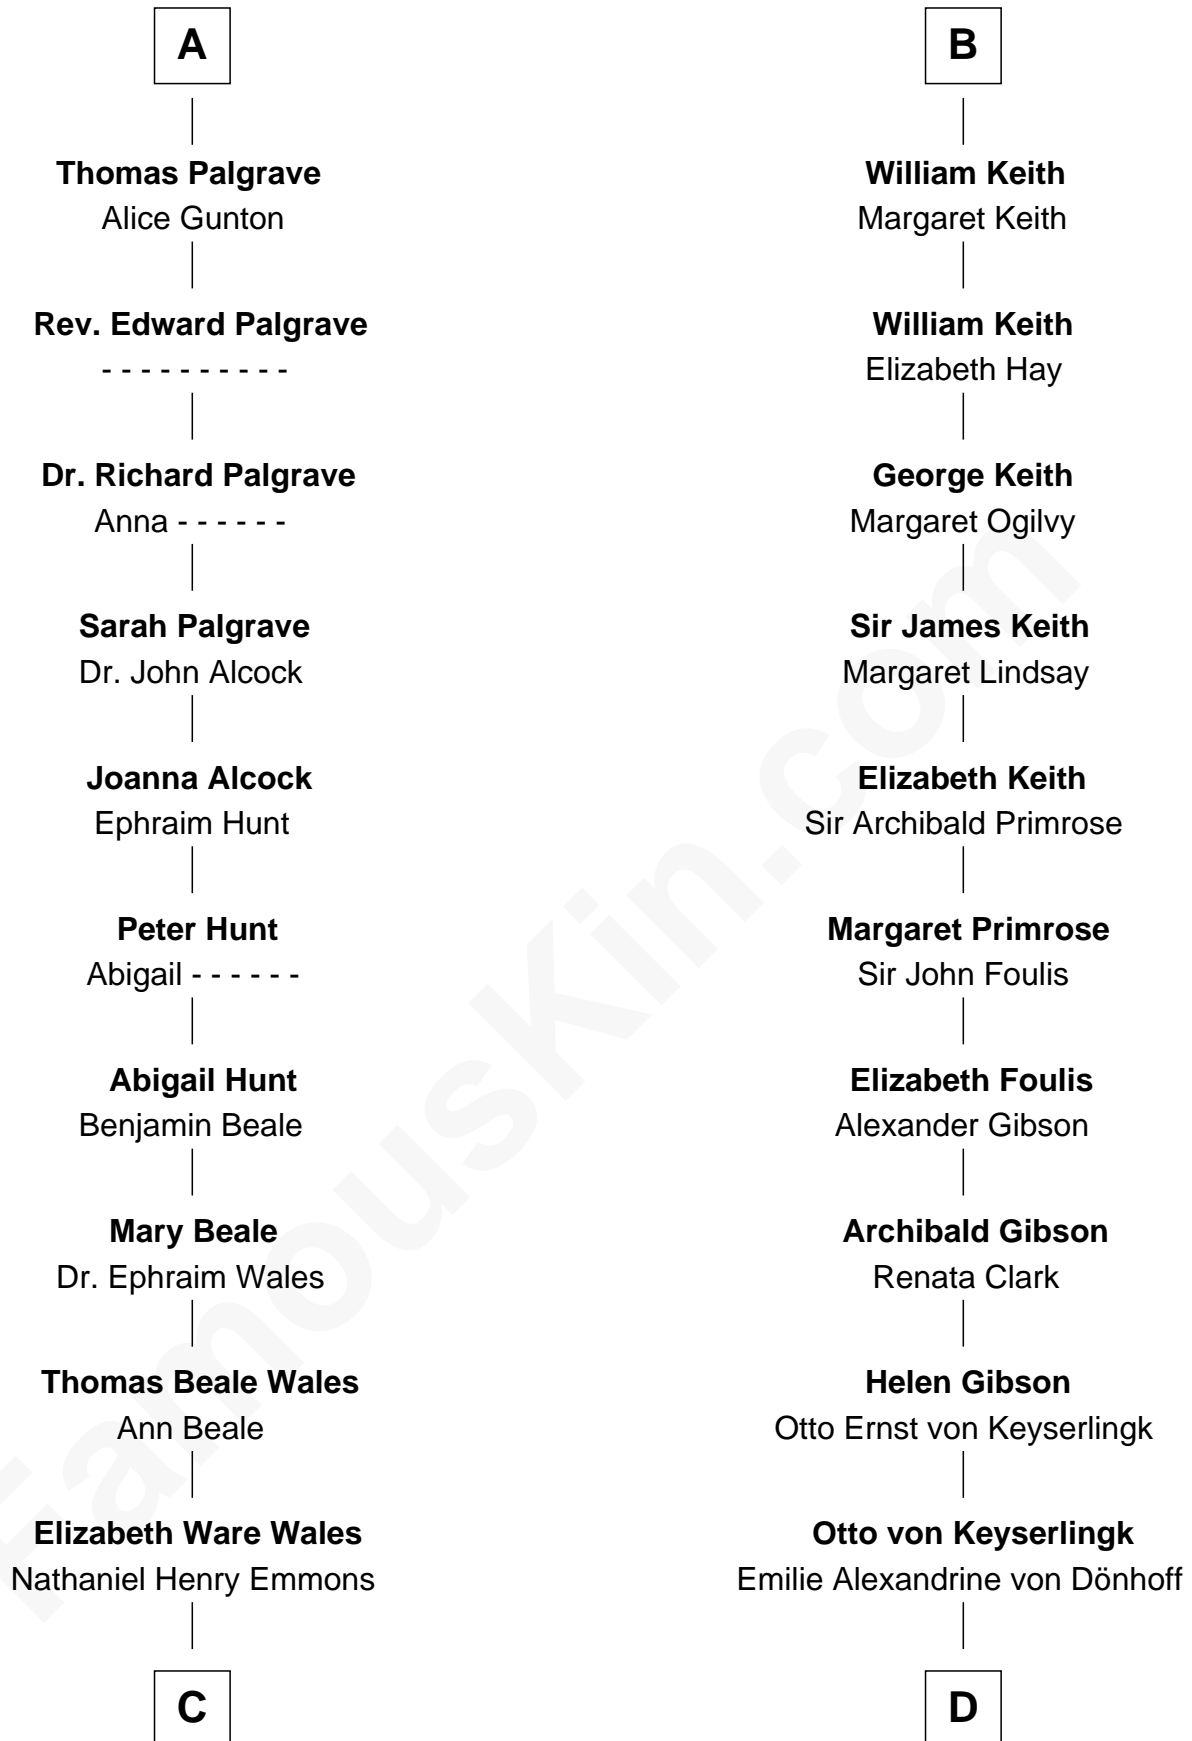 A
Thomas Palgrave
Alice Gunton
Rev. Edward Palgrave
- - - - - - - - - -
Dr. Richard Palgrave
Anna - - - - - -
Sarah Palgrave
Dr. John Alcock
Joanna Alcock
Ephraim Hunt
Peter Hunt
Abigail - - - - - -
Abigail Hunt
Benjamin Beale
Mary Beale
Dr. Ephraim Wales
Thomas Beale Wales
Ann Beale
Elizabeth Ware Wales
Nathaniel Henry Emmons
C
B
William Keith
Margaret Keith
William Keith
Elizabeth Hay
George Keith
Margaret Ogilvy
Sir James Keith
Margaret Lindsay
Elizabeth Keith
Sir Archibald Primrose
Margaret Primrose
Sir John Foulis
Elizabeth Foulis
Alexander Gibson
Archibald Gibson
Renata Clark
Helen Gibson
Otto Ernst von Keyserlingk
Otto von Keyserlingk
Emilie Alexandrine von Dönhoff
D
FamousKin.com